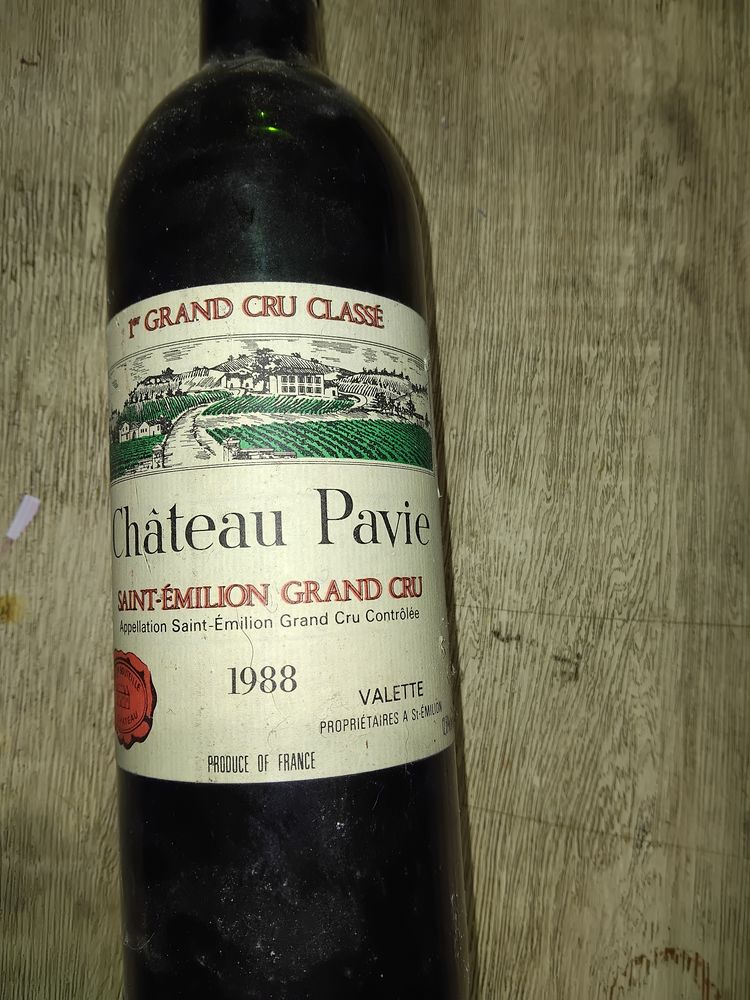 1er GRAND CRU CLASSÉ
Château Pavie
SAINT-ÉMILION GRAND CRU
Appellation Saint-Émilion Grand Cru Contrôlée
1988
VALETTE
PROPRIÉTAIRES A St-ÉMILION
CHATEAU
PRODUCE OF FRANCE